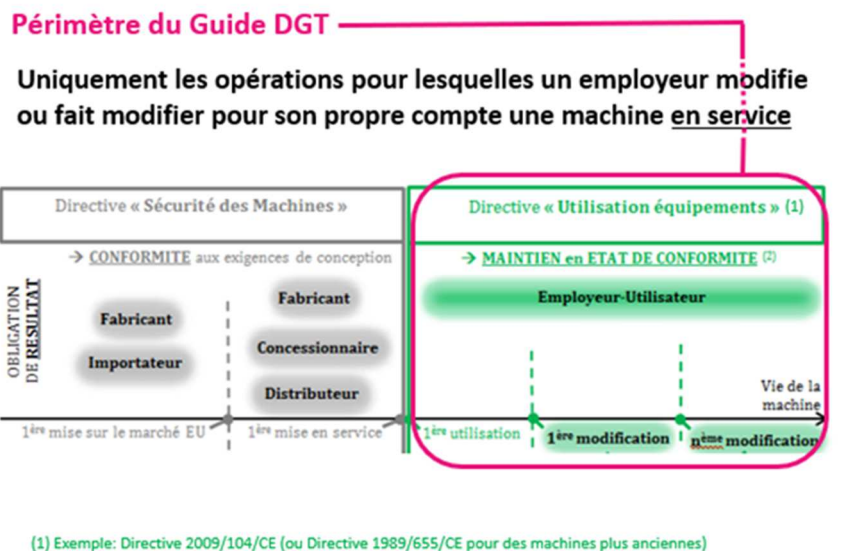 Périmètre du Guide DGT
Uniquement les opérations pour lesquelles un employeur modifie
ou fait modifier pour son propre compte une machine en service
Directive « Sécurité des Machines »
Directive « Utilisation équipements » (1)
→ CONFORMITE aux exigences de conception
→ MAINTIEN en ETAT DE CONFORMITE (2)
OBLIGATION
DE RESULTAT
Fabricant
Importateur
Fabricant
Concessionnaire
Distributeur
Employeur-Utilisateur
Vie de la
machine
1ère mise sur le marché EU
1ère mise en service
1ère utilisation
1ère modification
nème modification
(1) Exemple: Directive 2009/104/CE (ou Directive 1989/655/CE pour des machines plus anciennes)